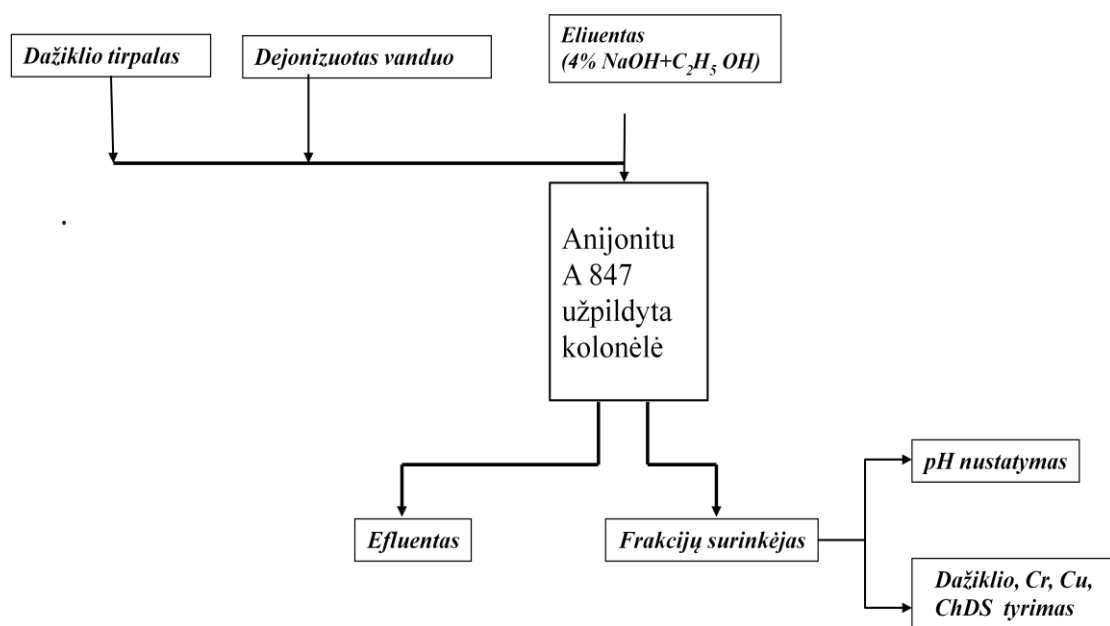 Dažiklio tirpalas
Dejonizuotas vanduo
Eliuentas
(4% NaOH+C₂H₅ OH)
Anijonitu
A 847
užpildyta
kolonėlė
Efluentas
Frakcijų surinkėjas
pH nustatymas
Dažiklio, Cr, Cu,
ChDS tyrimas